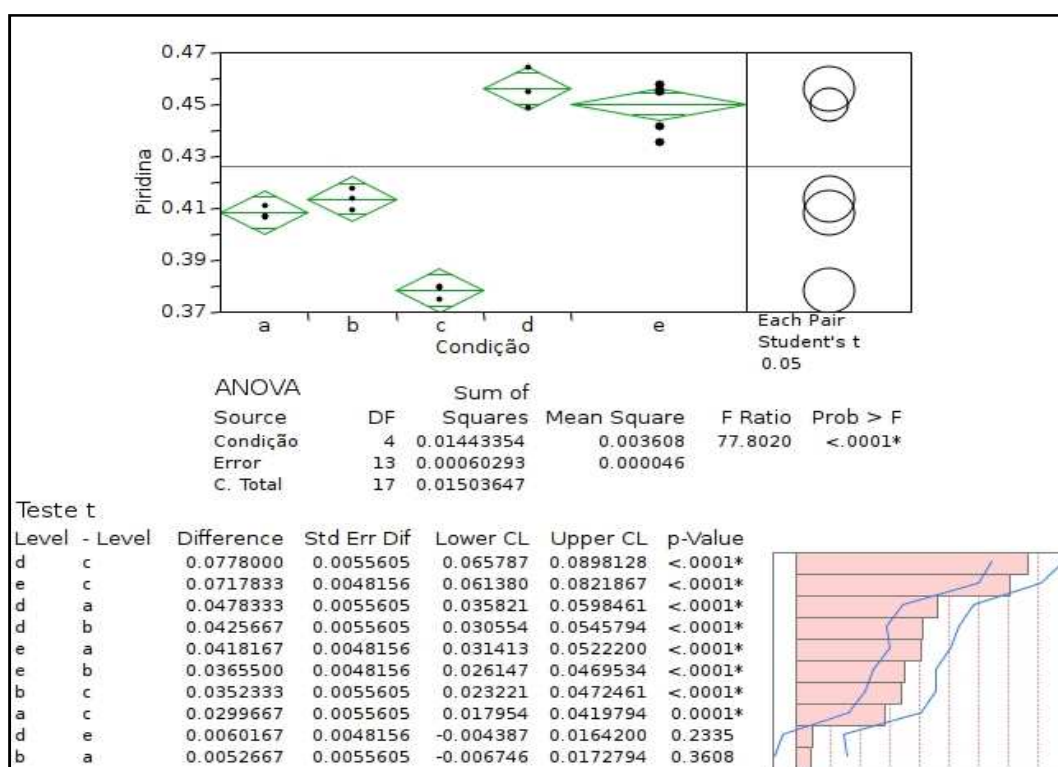 0.47
0.45
0.43
0.41
0.39
0.37
Piridina
a b c d e
Condição
Each Pair
Student's t
0.05
ANOVA
Sum of
Source DF Squares Mean Square F Ratio Prob > F
Condição 4 0.01443354 0.003608 77.8020 <.0001*
Error 13 0.00060293 0.000046
C. Total 17 0.01503647
Teste t
Level - Level Difference Std Err Dif Lower CL Upper CL p-Value
d c 0.0778000 0.0055605 0.065787 0.0898128 <.0001*
e c 0.0717833 0.0048156 0.061380 0.0821867 <.0001*
d a 0.0478333 0.0055605 0.035821 0.0598461 <.0001*
d b 0.0425667 0.0055605 0.030554 0.0545794 <.0001*
e a 0.0418167 0.0048156 0.031413 0.0522200 <.0001*
e b 0.0365500 0.0048156 0.026147 0.0469534 <.0001*
b c 0.0352333 0.0055605 0.023221 0.0472461 <.0001*
a c 0.0299667 0.0055605 0.017954 0.0419794 0.0001*
d e 0.0060167 0.0048156 -0.004387 0.0164200 0.2335
b a 0.0052667 0.0055605 -0.006746 0.0172794 0.3608